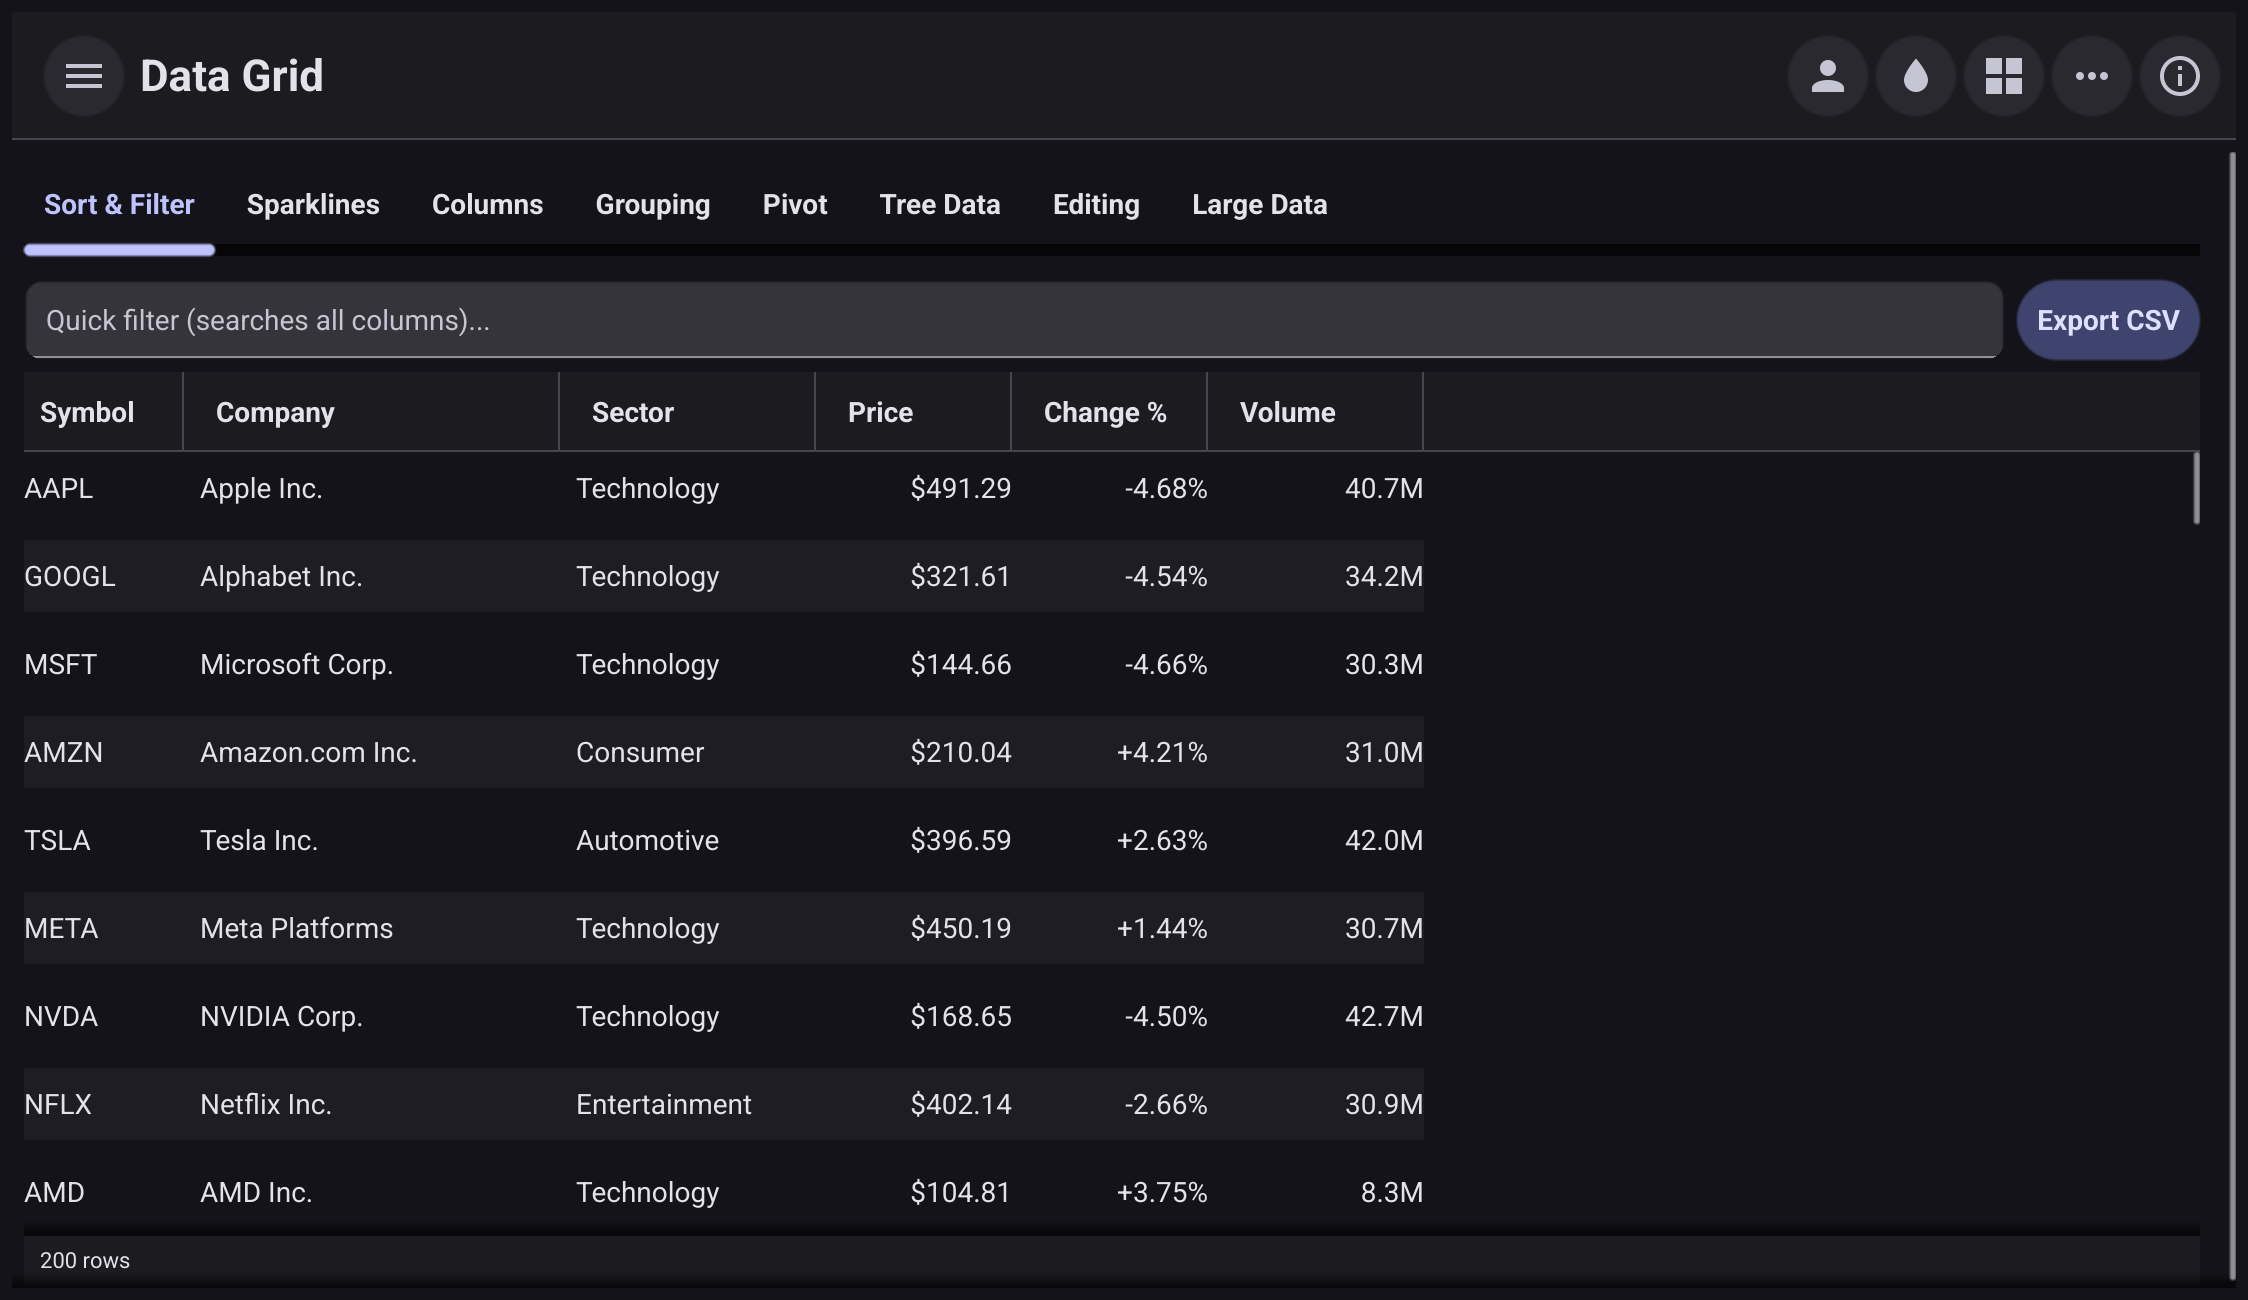 Data Grid
Sort & Filter Sparklines Columns Grouping Pivot Tree Data Editing Large Data
Quick filter (searches all columns)... Export CSV
Symbol Company Sector Price Change % Volume
AAPL Apple Inc. Technology $491.29 -4.68% 40.7M
GOOGL Alphabet Inc. Technology $321.61 -4.54% 34.2M
MSFT Microsoft Corp. Technology $144.66 -4.66% 30.3M
AMZN Amazon.com Inc. Consumer $210.04 +4.21% 31.0M
TSLA Tesla Inc. Automotive $396.59 +2.63% 42.0M
META Meta Platforms Technology $450.19 +1.44% 30.7M
NVDA NVIDIA Corp. Technology $168.65 -4.50% 42.7M
NFLX Netflix Inc. Entertainment $402.14 -2.66% 30.9M
AMD AMD Inc. Technology $104.81 +3.75% 8.3M
200 rows